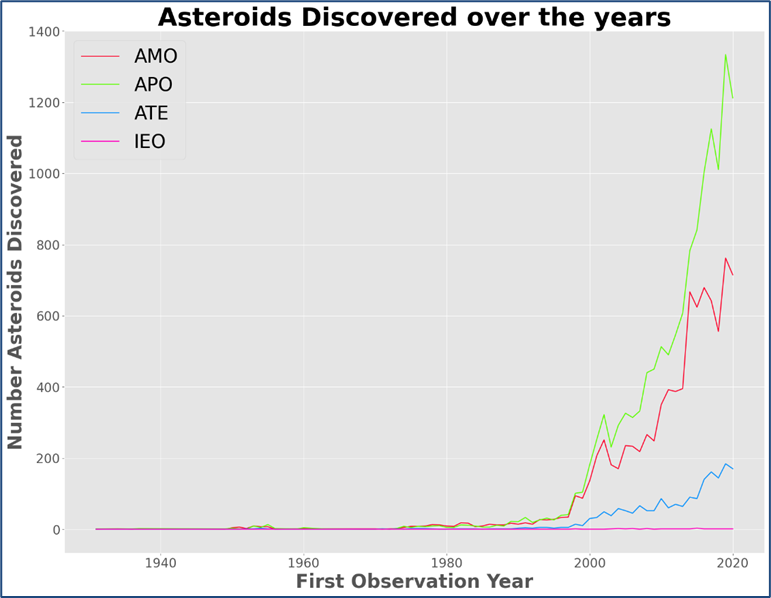 Asteroids Discovered over the years
AMO
APO
ATE
IEO
Number Asteroids Discovered
1400
1200
1000
800
600
400
200
0
1940
1960
1980
2000
2020
First Observation Year